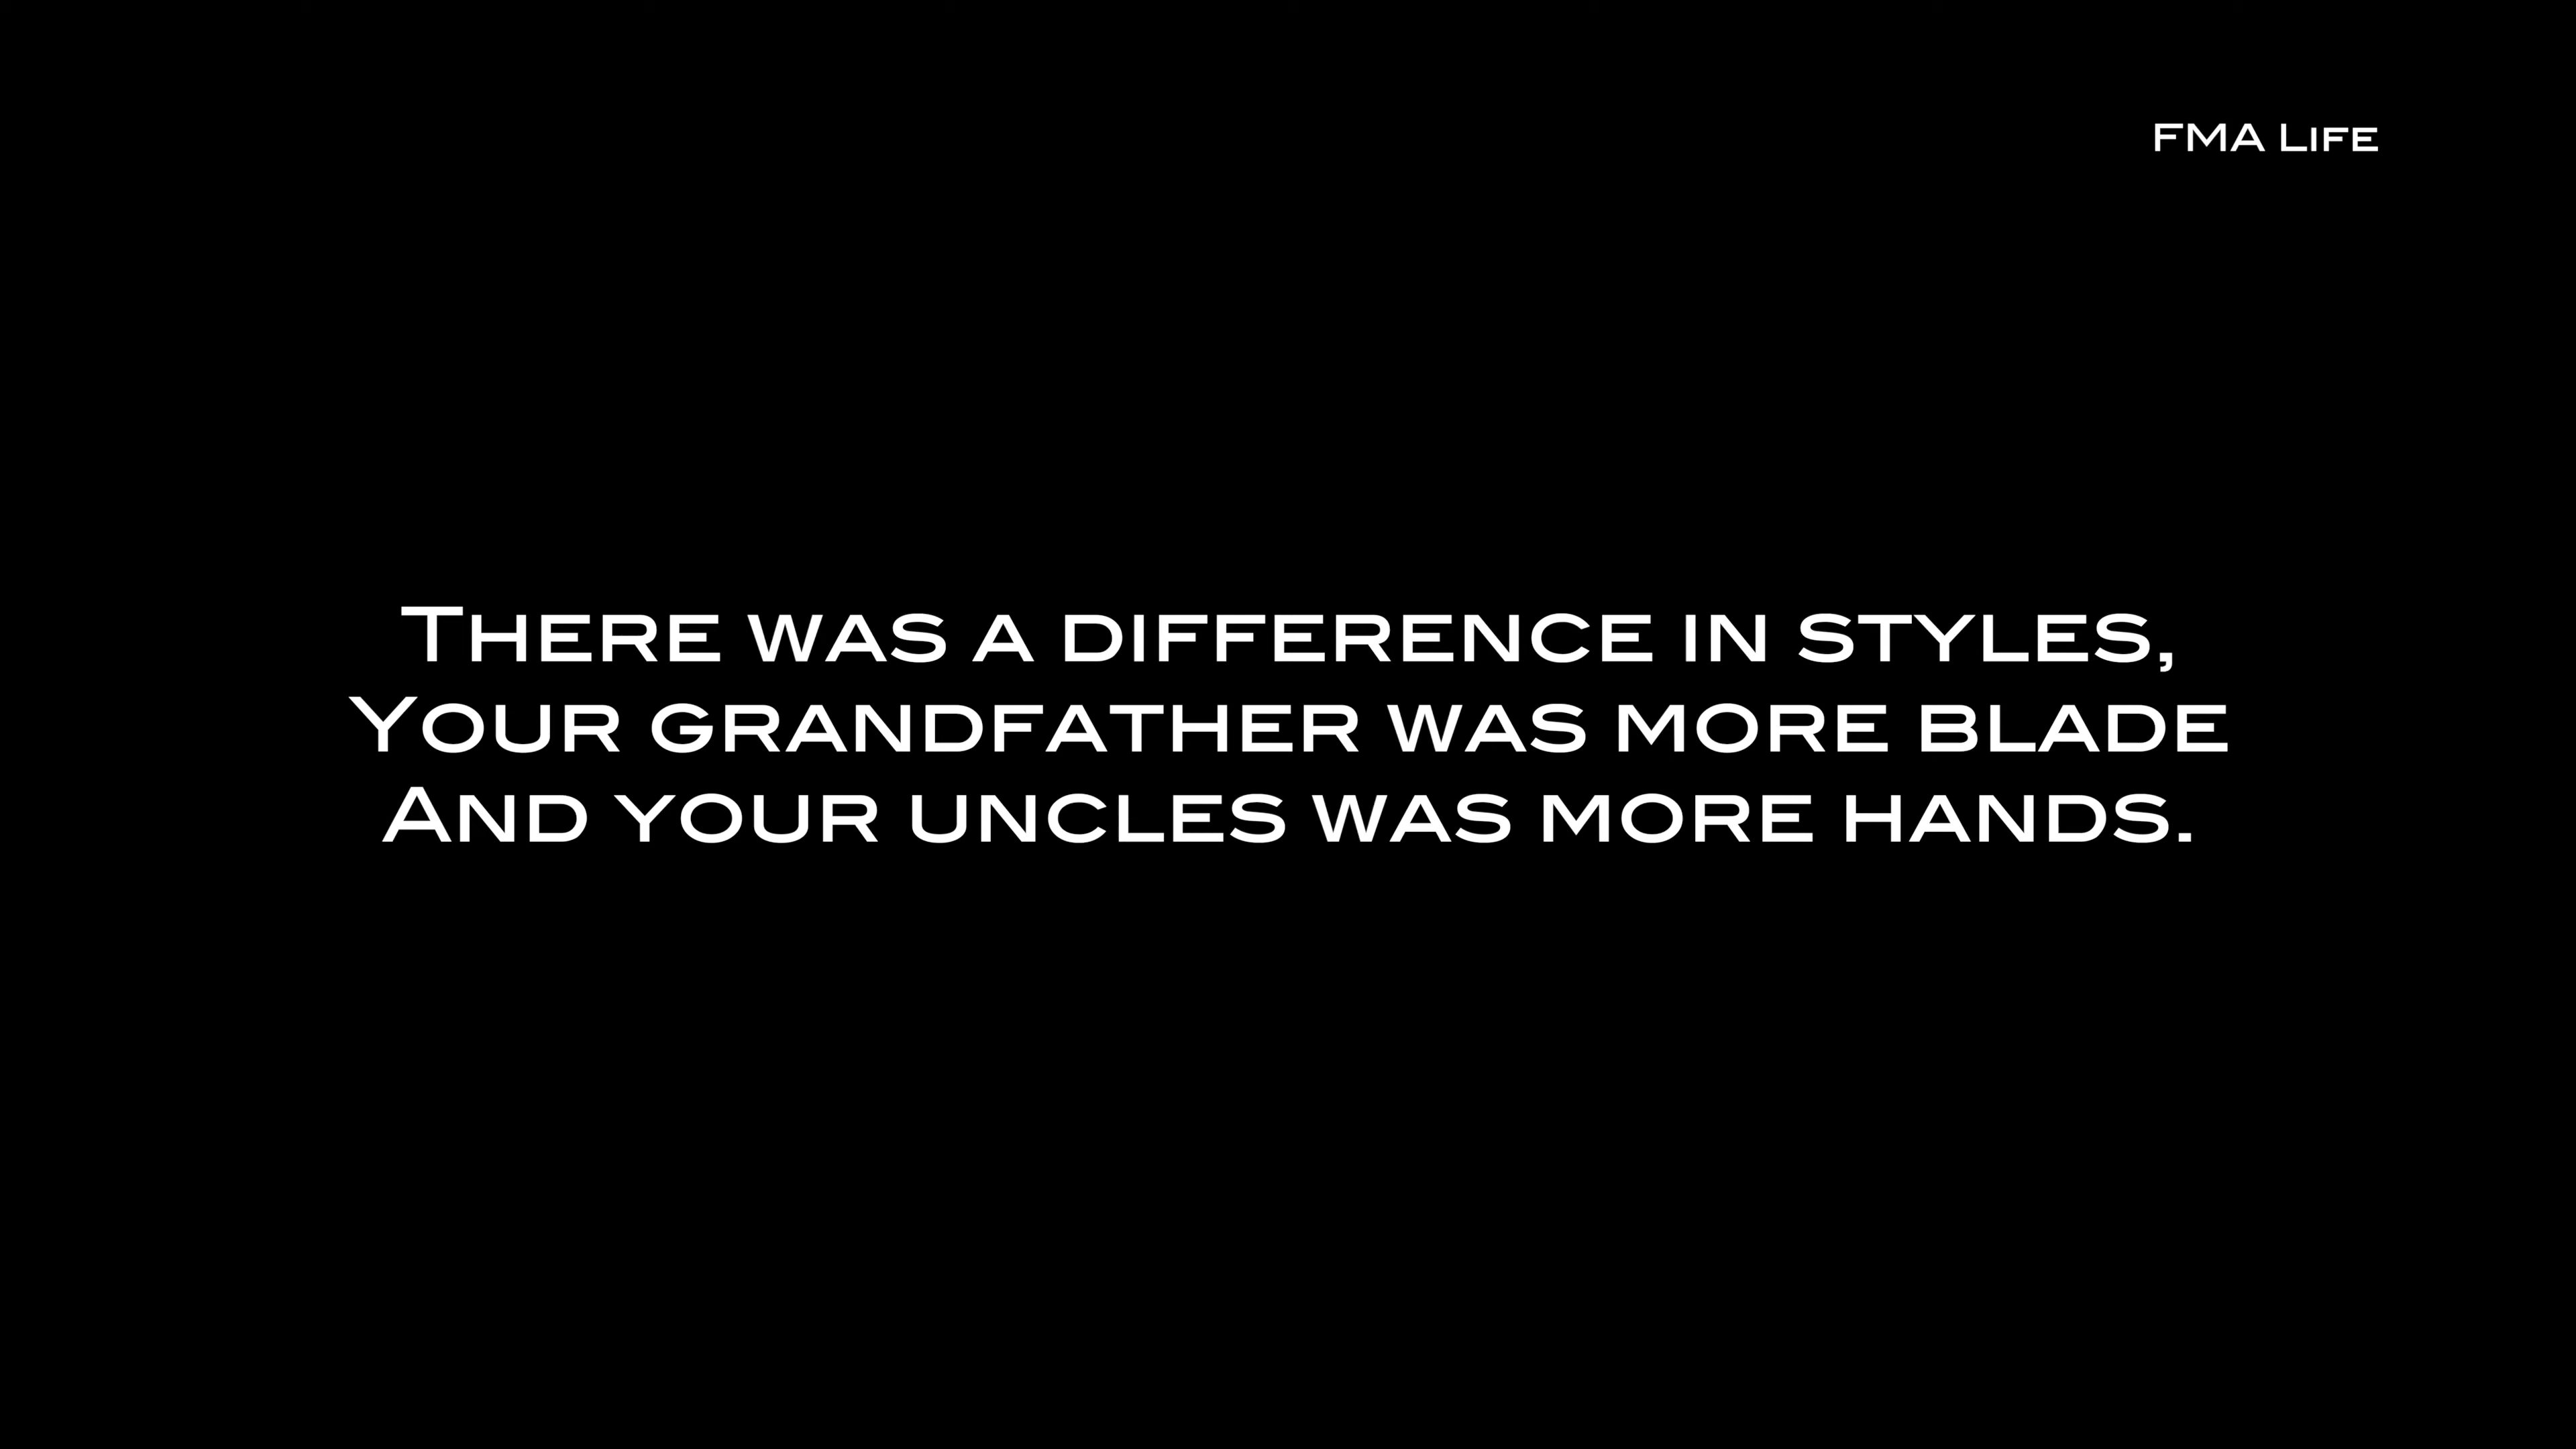 FMA Life
There was a difference in styles,
Your grandfather was more blade
And your uncles was more hands.